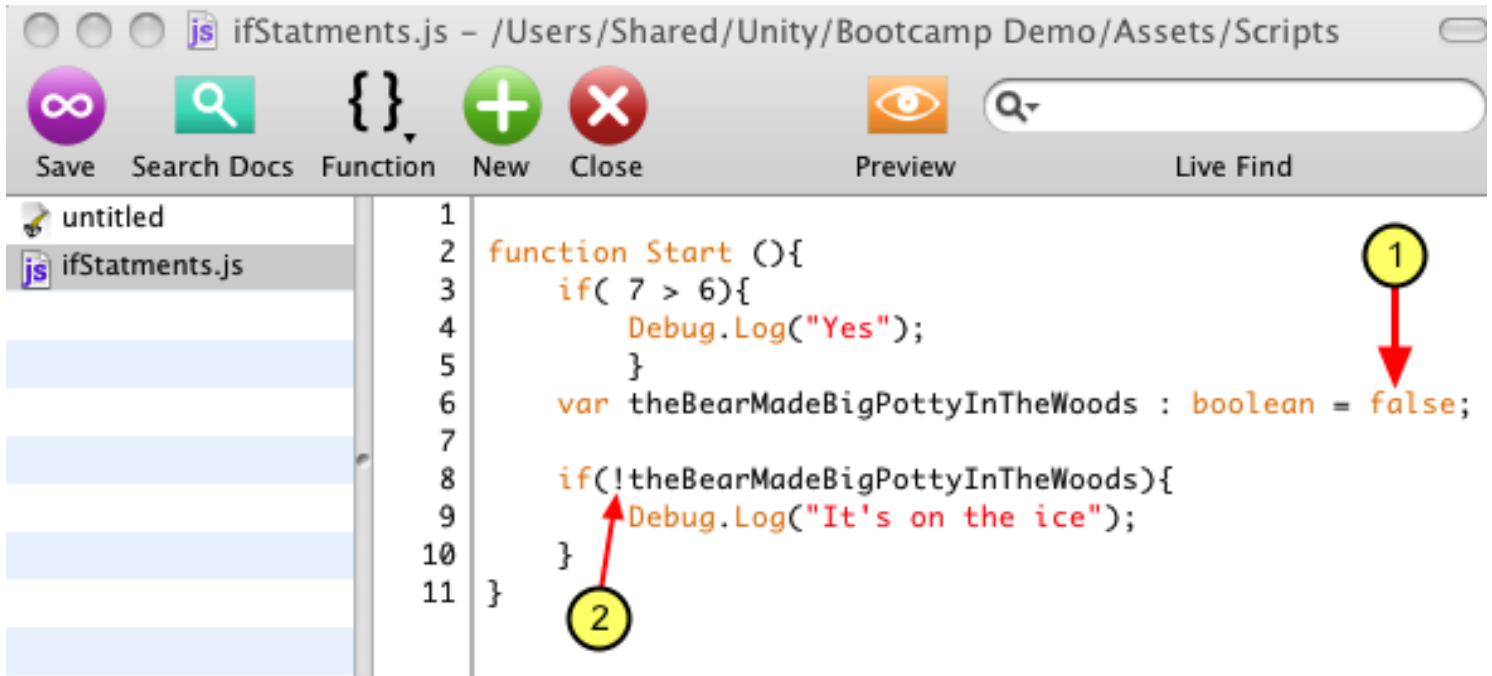 js ifStatments.js – /Users/Shared/Unity/Bootcamp Demo/Assets/Scripts
{}
Save Search Docs Function New Close Preview Live Find
untitled
js ifStatments.js
1
2 function Start (){
3 if( 7 > 6){
4 Debug.Log("Yes");
5 }
6 var theBearMadeBigPottyInTheWoods : boolean = false;
7
8 if(!theBearMadeBigPottyInTheWoods){
9 Debug.Log("It's on the ice");
10 }
11 }
1
2